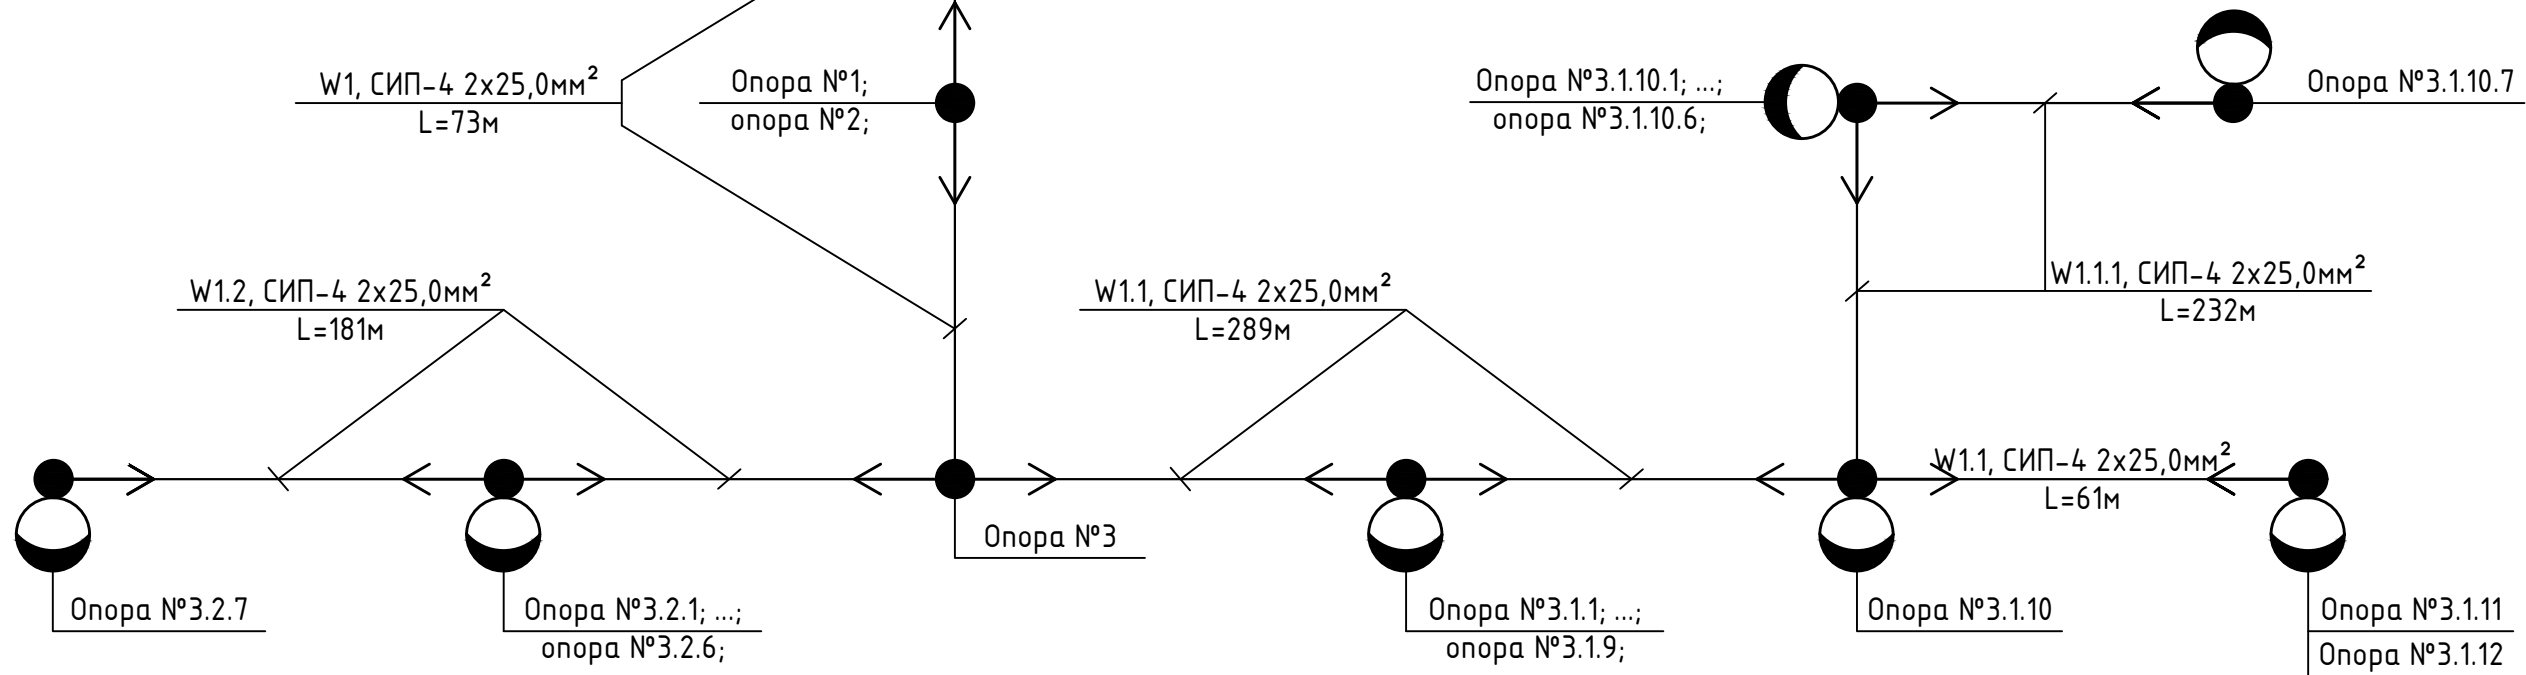 W1, СИП-4 2х25,0мм²
L=73м
Опора №1;
опора №2;
Опора №3.1.10.1; ...;
опора №3.1.10.6;
Опора №3.1.10.7
W1.2, СИП-4 2х25,0мм²
L=181м
W1.1, СИП-4 2х25,0мм²
L=289м
W1.1.1, СИП-4 2х25,0мм²
L=232м
W1.1, СИП-4 2х25,0мм²
L=61м
Опора №3
Опора №3.2.7
Опора №3.2.1; ...;
опора №3.2.6;
Опора №3.1.1; ...;
опора №3.1.9;
Опора №3.1.10
Опора №3.1.11
Опора №3.1.12